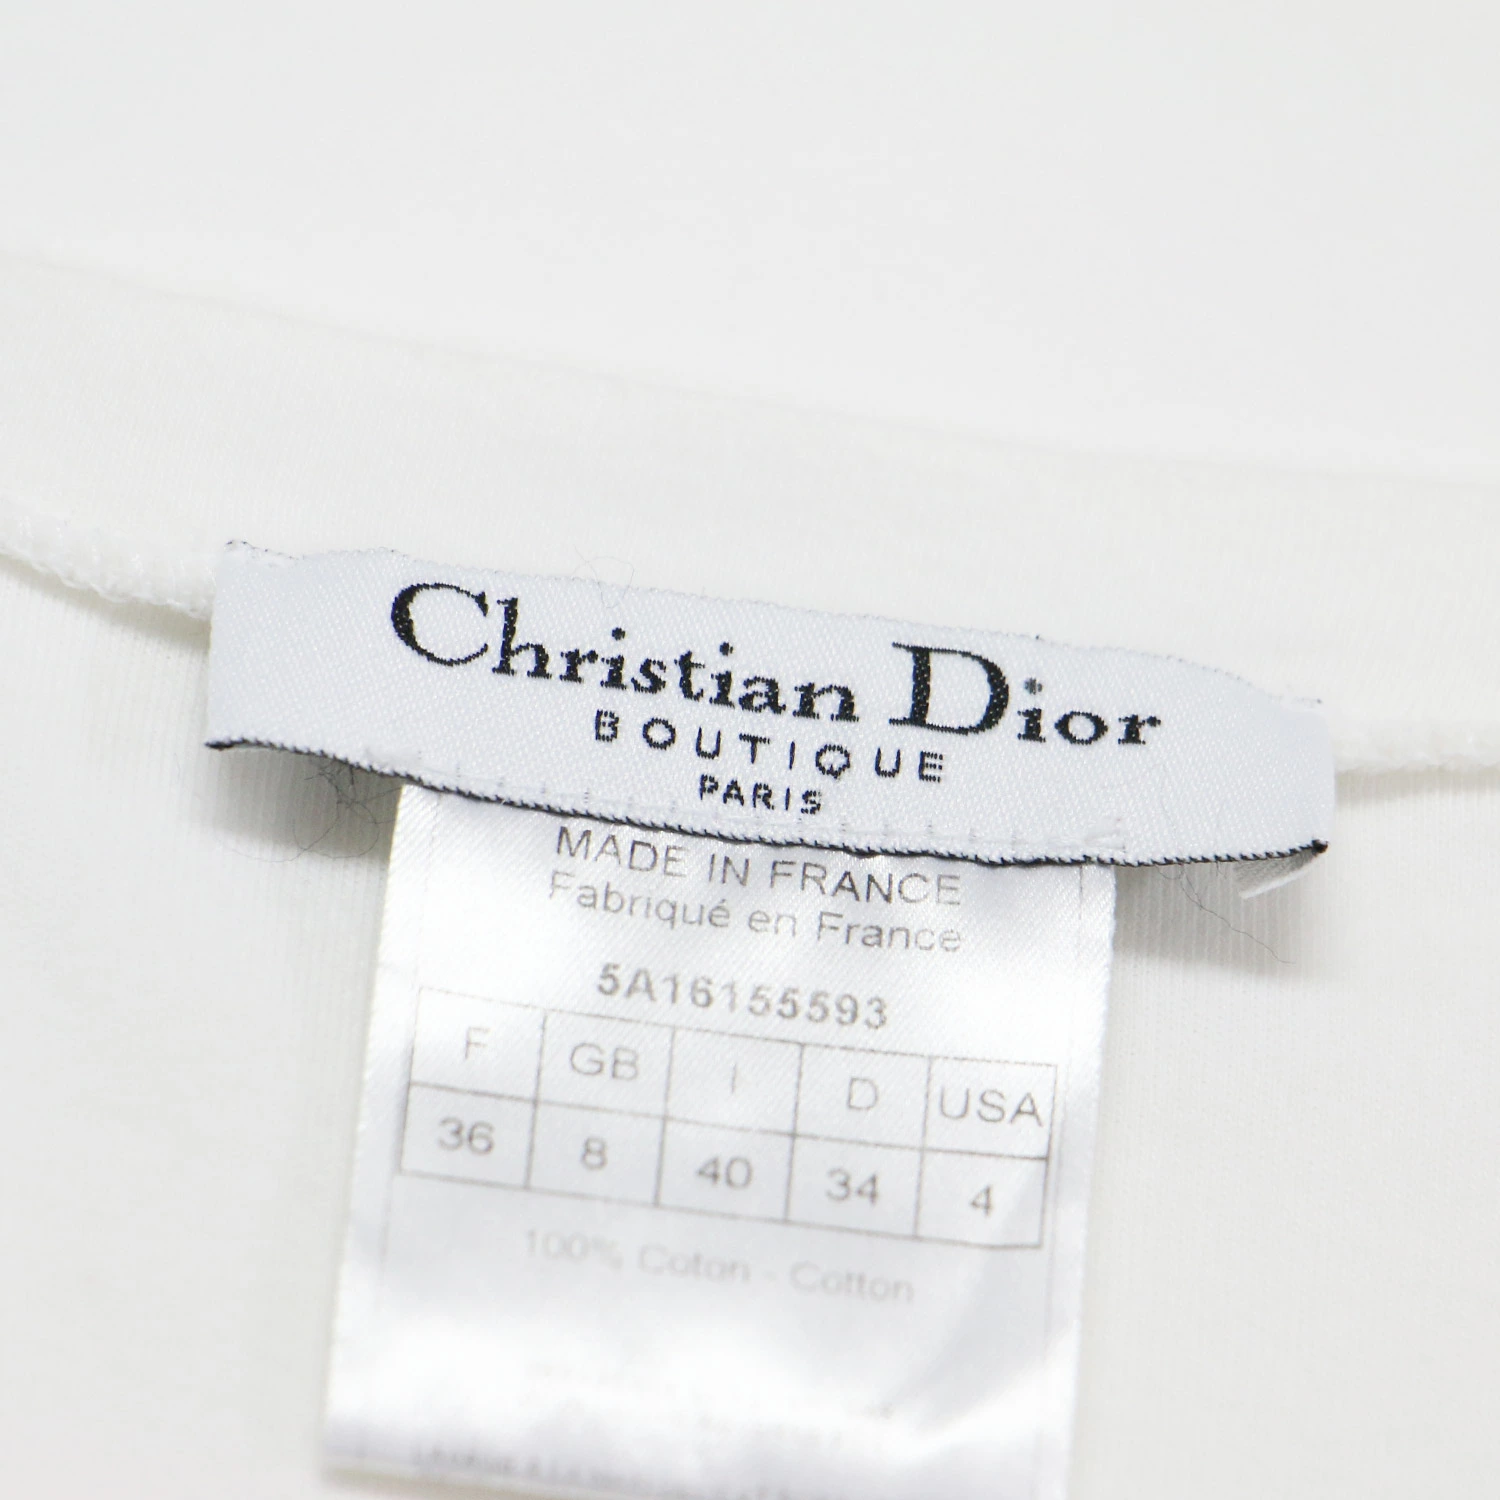 Christian Dior
BOUTIQUE
PARIS
MADE IN FRANCE
Fabriqué en France
5A16155593
F GB I D USA
36 8 40 34 4
100% Coton - Cotton